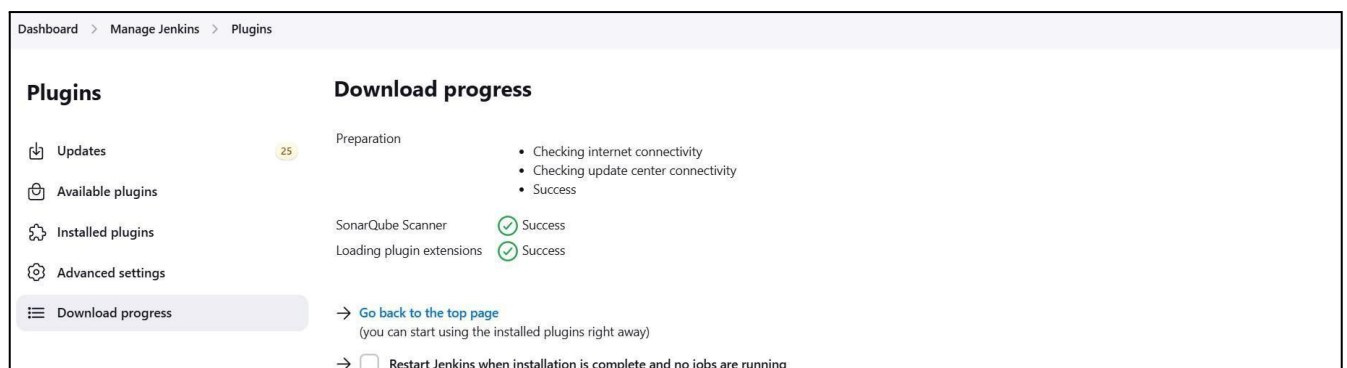 Dashboard > Manage Jenkins > Plugins
Plugins
Updates 25
Available plugins
Installed plugins
Advanced settings
Download progress
Download progress
Preparation
• Checking internet connectivity
• Checking update center connectivity
• Success
SonarQube Scanner Success
Loading plugin extensions Success
→ Go back to the top page
(you can start using the installed plugins right away)
→ Restart Jenkins when installation is complete and no jobs are running